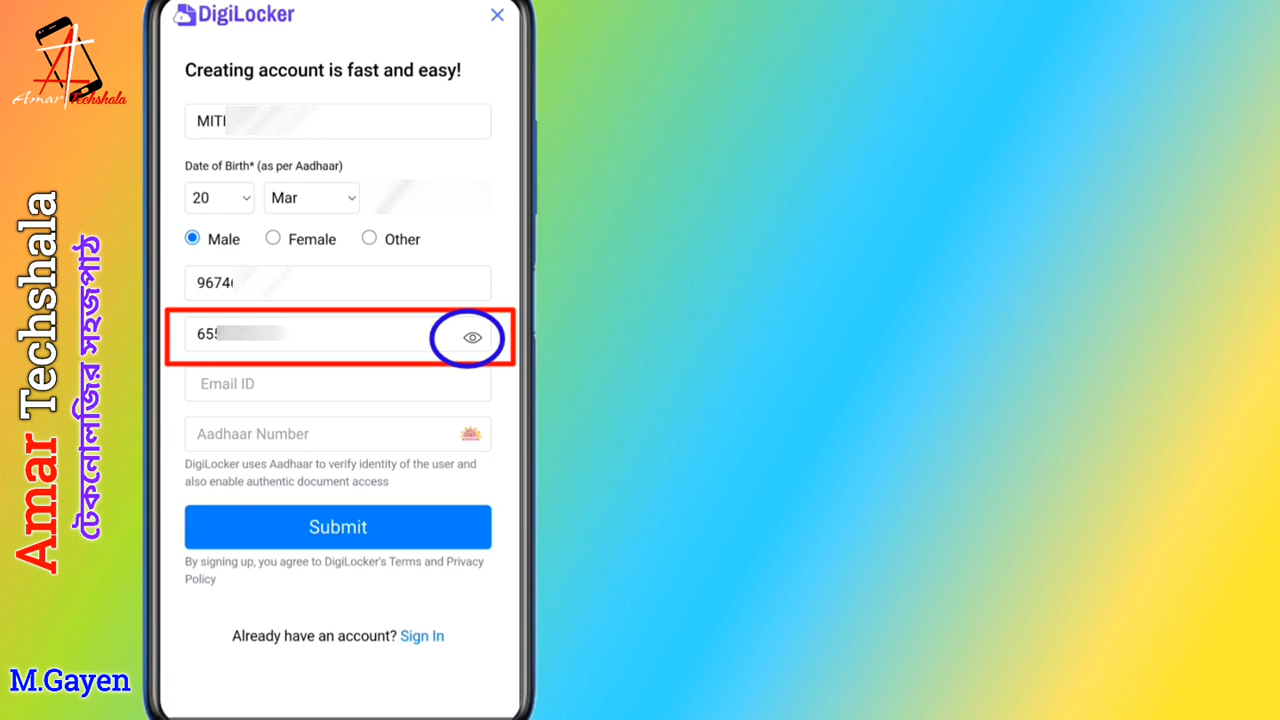 Amar Techshala
Amar Techshala
টেকনোলজির সহজপাঠ
M.Gayen
DigiLocker
Creating account is fast and easy!
Date of Birth* (as per Aadhaar)
20
Mar
Male
Female
Other
Email ID
Aadhaar Number
DigiLocker uses Aadhaar to verify identity of the user and
also enable authentic document access
Submit
By signing up, you agree to DigiLocker's Terms and Privacy
Policy
Already have an account? Sign In